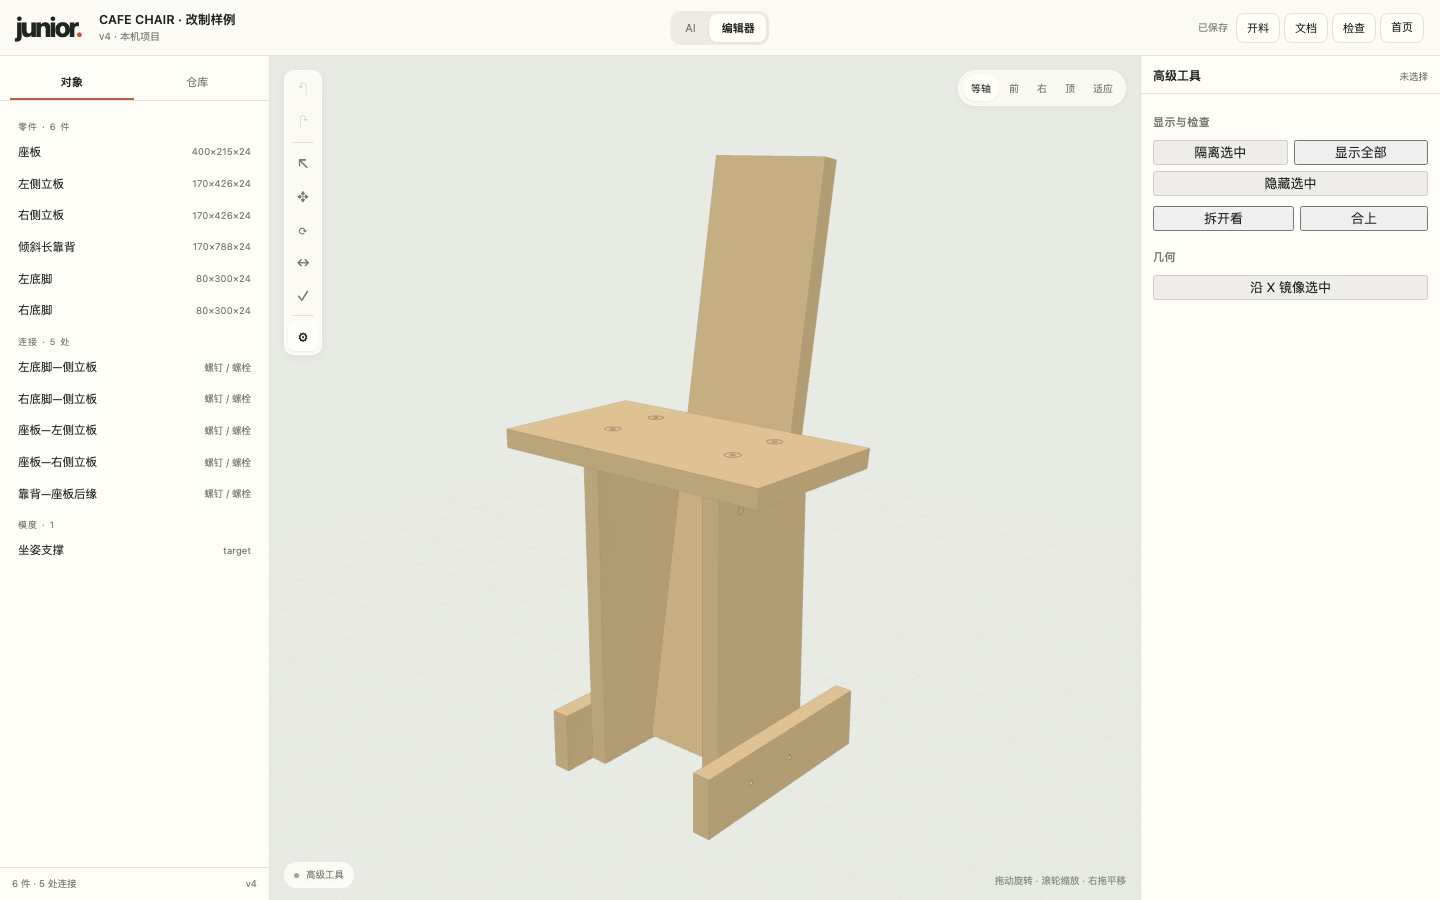 junior.
CAFE CHAIR · 改制样例
v4 · 本机项目
AI 编辑器
已保存 开料 文档 检查 首页
对象 仓库
零件 · 6 件
座板 400×215×24
左侧立板 170×426×24
右侧立板 170×426×24
倾斜长靠背 170×788×24
左底脚 80×300×24
右底脚 80×300×24
连接 · 5 处
左底脚—侧立板 螺钉 / 螺栓
右底脚—侧立板 螺钉 / 螺栓
座板—左侧立板 螺钉 / 螺栓
座板—右侧立板 螺钉 / 螺栓
靠背—座板后缘 螺钉 / 螺栓
模度 · 1
坐姿支撑 target
6 件 · 5 处连接 v4
等轴 前 右 顶 适应
高级工具
拖动旋转 · 滚轮缩放 · 右拖平移
高级工具 未选择
显示与检查
隔离选中 显示全部
隐藏选中
拆开看 合上
几何
沿 X 镜像选中